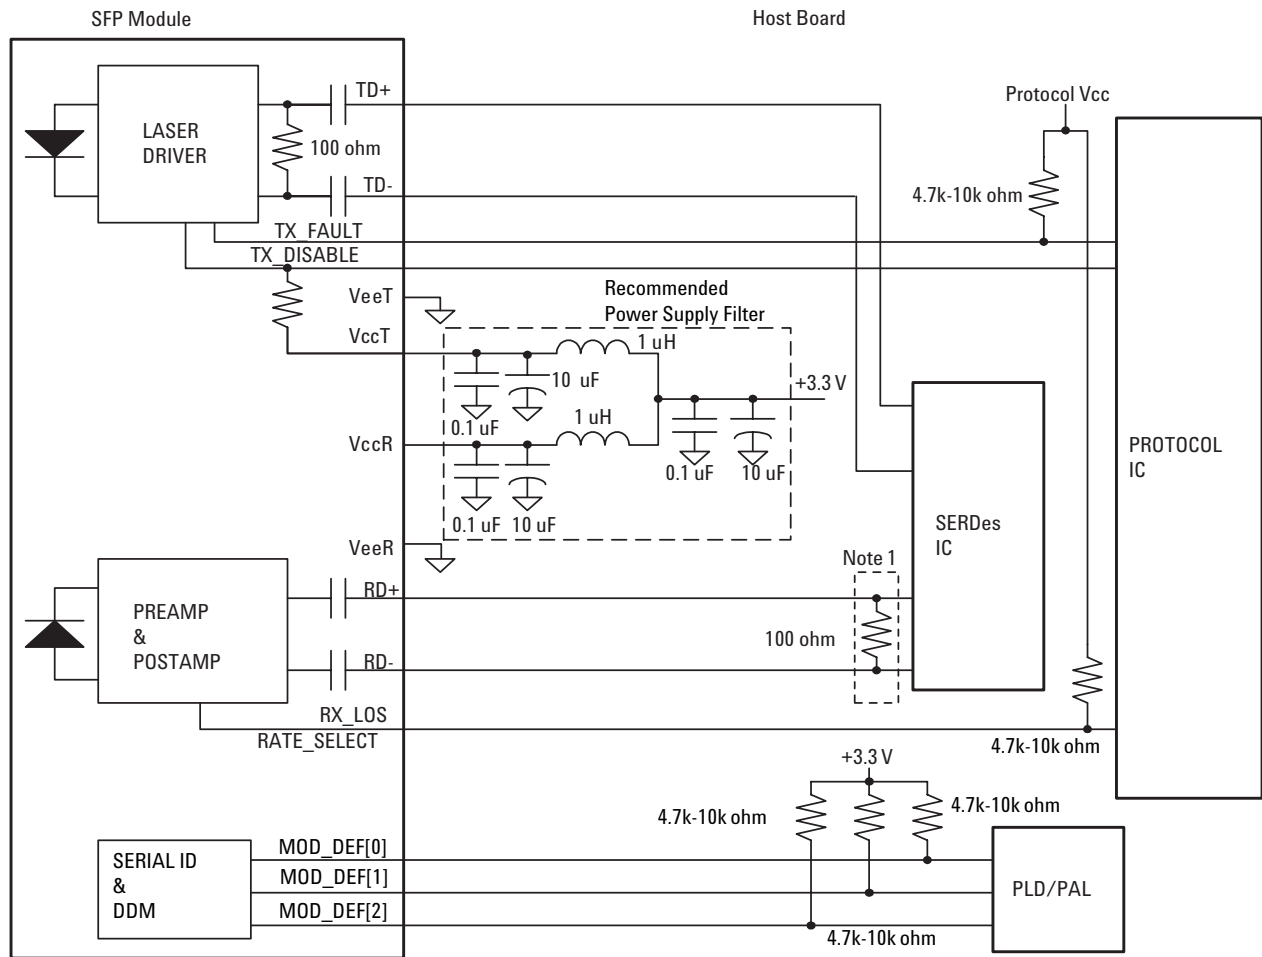 SFP Module
Host Board
TD+
LASER
DRIVER
100 ohm
TD-
TX_FAULT
TX_DISABLE
Protocol Vcc
4.7k-10k ohm
VeeT
VccT
Recommended
Power Supply Filter
1 uH
10 uF
+3.3 V
0.1 uF
1 uH
VccR
0.1 uF
10 uF
0.1 uF
10 uF
VeeR
SERDes
IC
PROTOCOL
IC
Note 1
RD+
PREAMP
&
POSTAMP
100 ohm
RD-
RX_LOS
RATE_SELECT
4.7k-10k ohm
+3.3 V
4.7k-10k ohm
4.7k-10k ohm
SERIAL ID
&
DDM
MOD_DEF[0]
MOD_DEF[1]
MOD_DEF[2]
PLD/PAL
4.7k-10k ohm